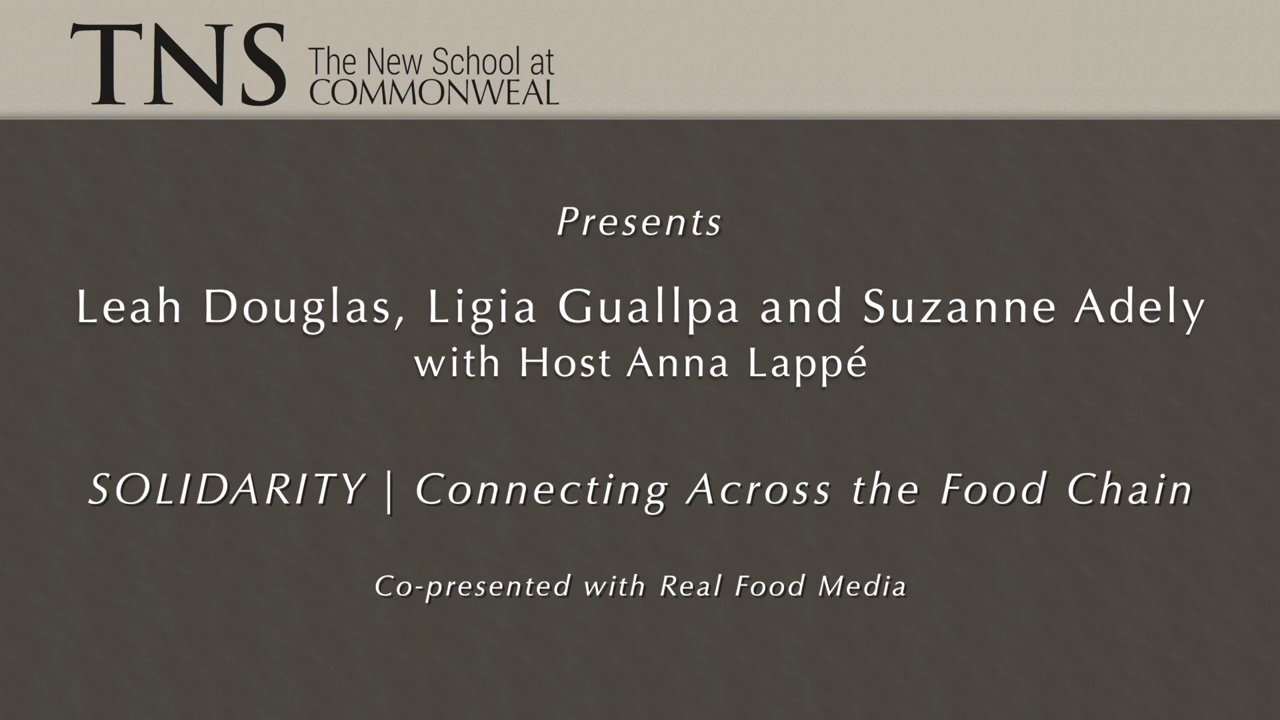 TNS The New School at
COMMONWEAL
Presents
Leah Douglas, Ligia Guallpa and Suzanne Adely
with Host Anna Lappé
SOLIDARITY | Connecting Across the Food Chain
Co-presented with Real Food Media